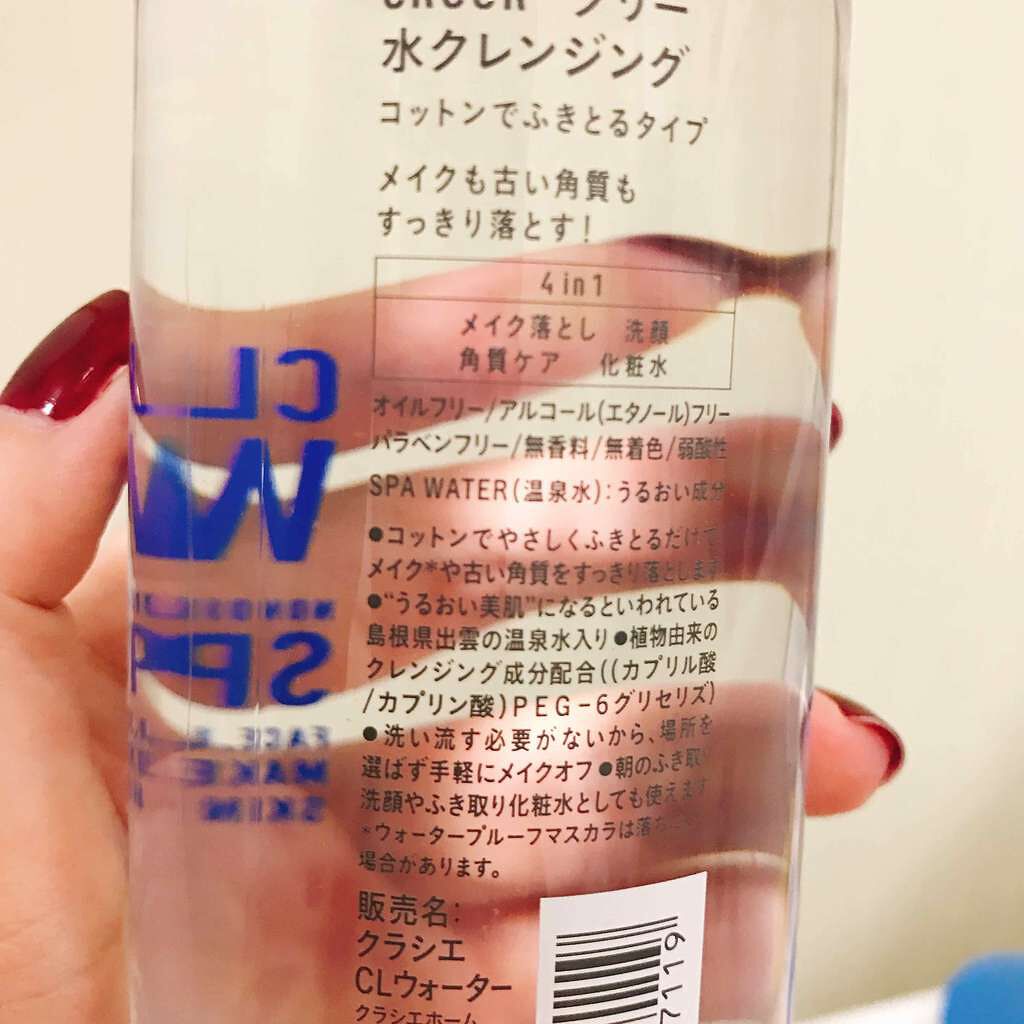 フリー
水クレンジング
コットンでふきとるタイプ
メイクも古い角質も
すっきり落とす!
4in1
メイク落とし 洗顔
角質ケア 化粧水
オイルフリー/アルコール(エタノール)フリー
パラベンフリー/無香料/無着色/弱酸性
SPA WATER(温泉水):うるおい成分
●コットンでやさしくふきとるだけで
メイク*や古い角質をすっきり落とします
●“うるおい美肌”になるといわれている
島根県出雲の温泉水入り●植物由来の
クレンジング成分配合((カプリル酸
/カプリン酸)PEG-6グリセリズ)
●洗い流す必要がないから、場所を
選ばず手軽にメイクオフ●朝のふき取り
洗顔やふき取り化粧水としても使えます
*ウォータープルーフマスカラは落ちにくい
場合があります。
販売名:
クラシエ
CLウォーター
クラシエホーム
CL
W
SP
FACE
MAKE
SKIN
7119